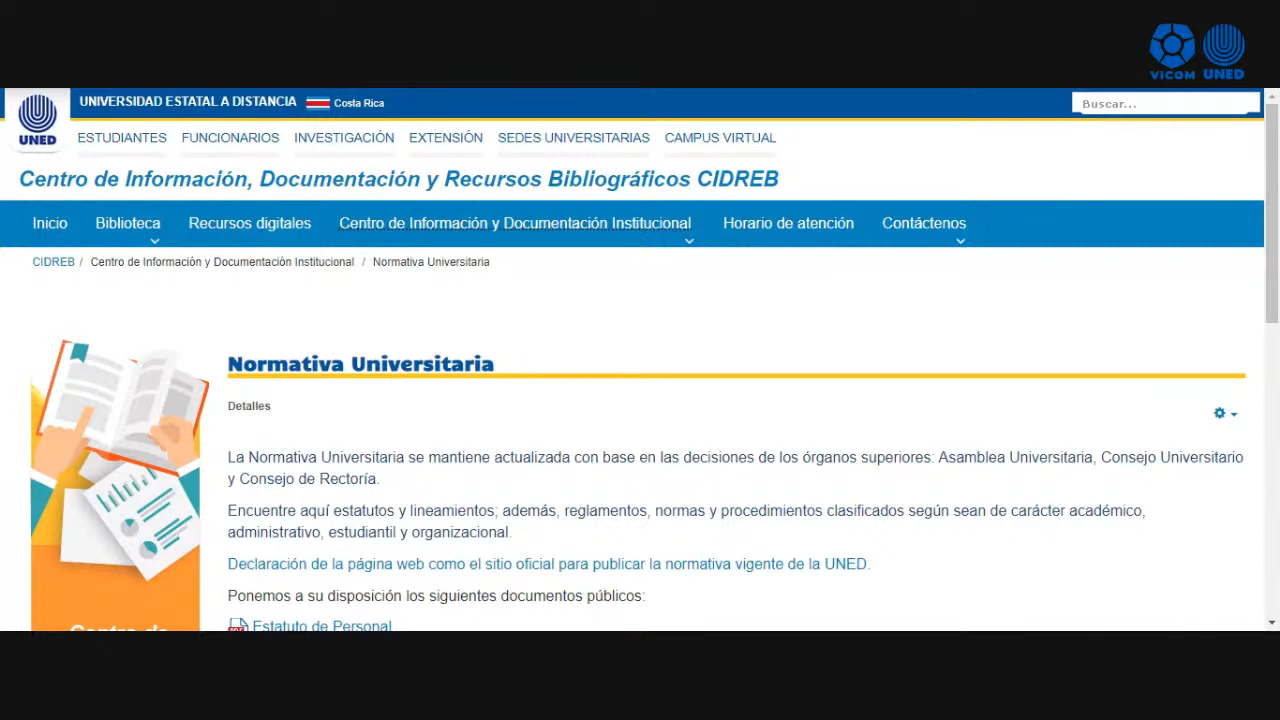 VICOM UNED
UNIVERSIDAD ESTATAL A DISTANCIA Costa Rica
Buscar...
UNED
ESTUDIANTES FUNCIONARIOS INVESTIGACIÓN EXTENSIÓN SEDES UNIVERSITARIAS CAMPUS VIRTUAL
Centro de Información, Documentación y Recursos Bibliográficos CIDREB
Inicio Biblioteca Recursos digitales Centro de Información y Documentación Institucional Horario de atención Contáctenos
CIDREB / Centro de Información y Documentación Institucional / Normativa Universitaria
Normativa Universitaria
Detalles
La Normativa Universitaria se mantiene actualizada con base en las decisiones de los órganos superiores: Asamblea Universitaria, Consejo Universitario
y Consejo de Rectoría.
Encuentre aquí estatutos y lineamientos; además, reglamentos, normas y procedimientos clasificados según sean de carácter académico,
administrativo, estudiantil y organizacional.
Declaración de la página web como el sitio oficial para publicar la normativa vigente de la UNED.
Ponemos a su disposición los siguientes documentos públicos:
Estatuto de Personal
Centro de